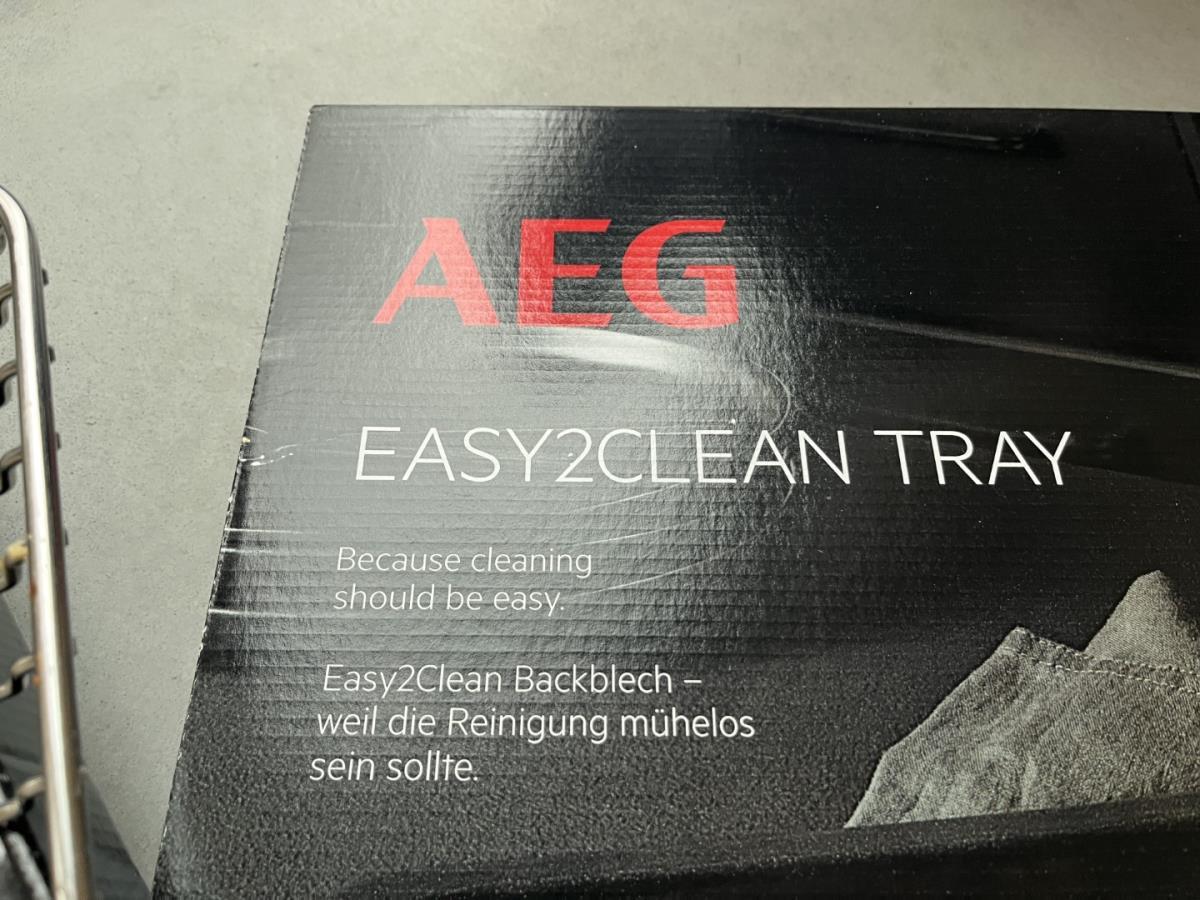 AEG
EASY2CLEAN TRAY
Because cleaning
should be easy.
Easy2Clean Backblech –
weil die Reinigung mühelos
sein sollte.